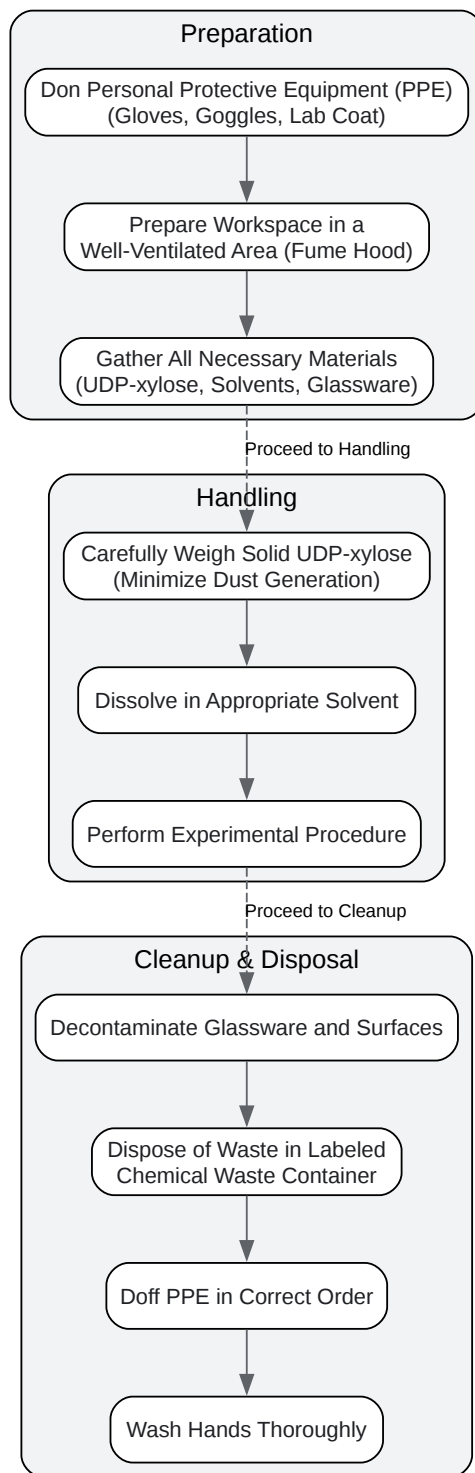 Preparation
Don Personal Protective Equipment (PPE)
(Gloves, Goggles, Lab Coat)
Prepare Workspace in a
Well-Ventilated Area (Fume Hood)
Gather All Necessary Materials
(UDP-xylose, Solvents, Glassware)
Proceed to Handling
Handling
Carefully Weigh Solid UDP-xylose
(Minimize Dust Generation)
Dissolve in Appropriate Solvent
Perform Experimental Procedure
Proceed to Cleanup
Cleanup & Disposal
Decontaminate Glassware and Surfaces
Dispose of Waste in Labeled
Chemical Waste Container
Doff PPE in Correct Order
Wash Hands Thoroughly